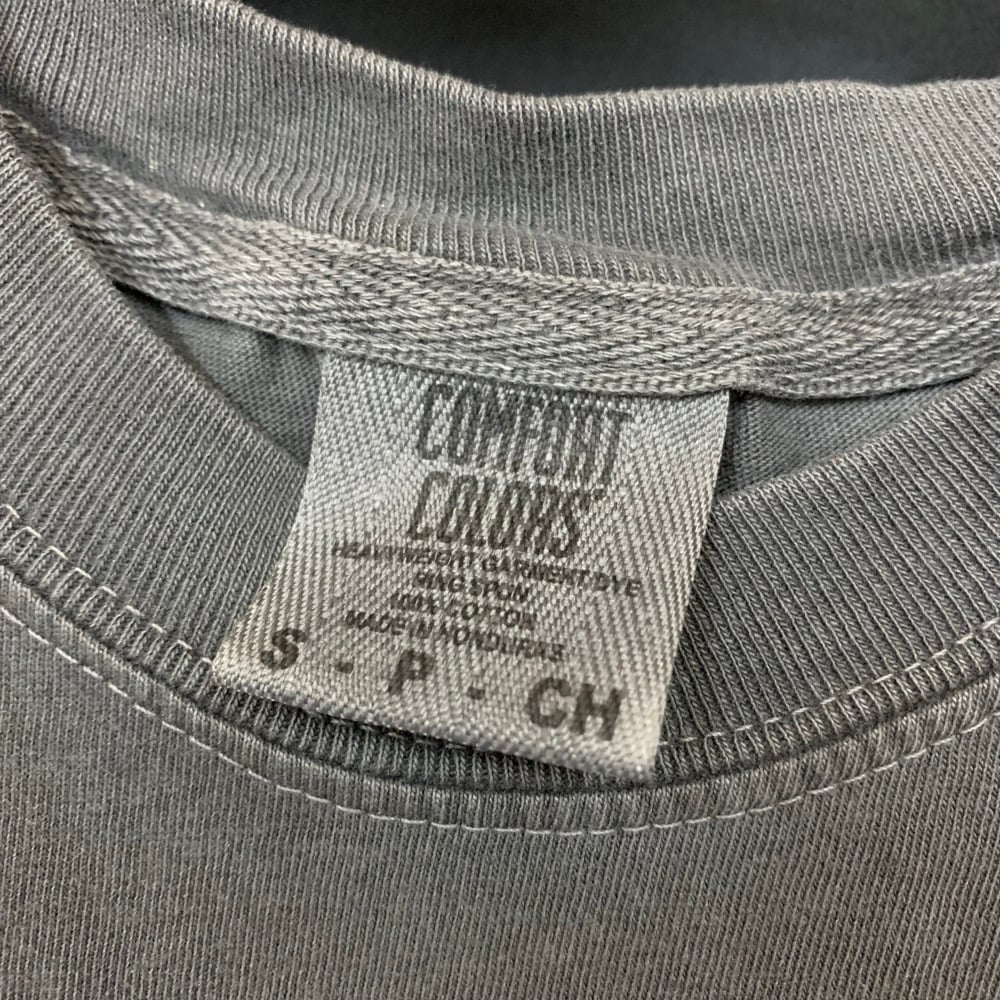 COMFORT
COLORS
HEAVYWEIGHT GARMENT-DYE
RING SPUN
100% COTTON
MADE IN HONDURAS
S - P - CH